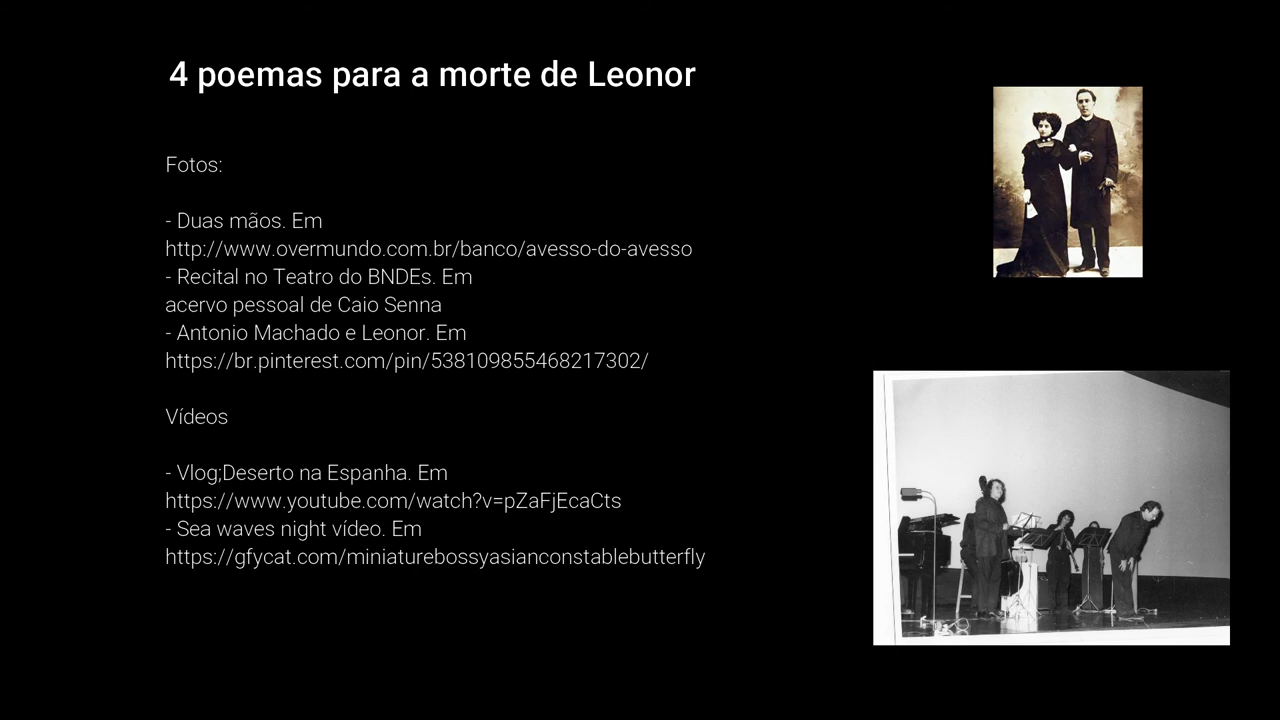 4 poemas para a morte de Leonor
Fotos:
- Duas mãos. Em
http://www.overmundo.com.br/banco/avesso-do-avesso
- Recital no Teatro do BNDEs. Em
acervo pessoal de Caio Senna
- Antonio Machado e Leonor. Em
https://br.pinterest.com/pin/538109855468217302/
Vídeos
- Vlog;Deserto na Espanha. Em
https://www.youtube.com/watch?v=pZaFjEcaCts
- Sea waves night vídeo. Em
https://gfycat.com/miniaturebossyasianconstablebutterfly